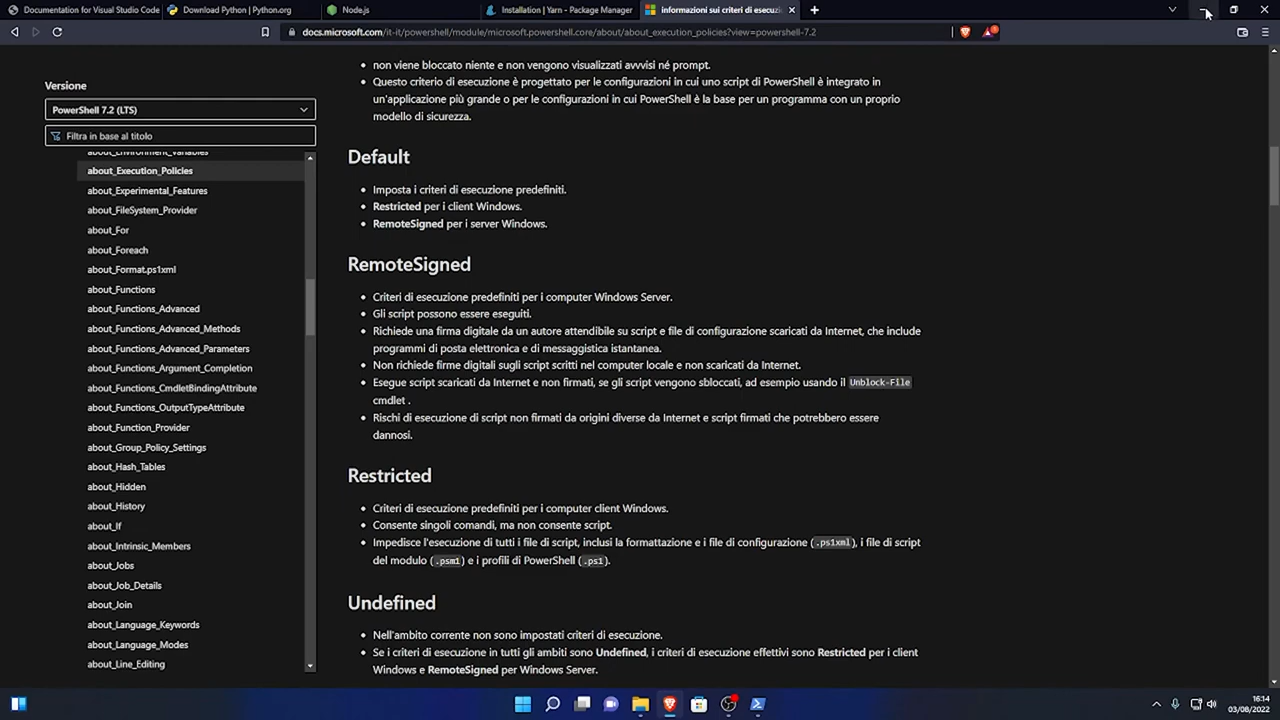 Documentation for Visual Studio Code
Download Python | Python.org
Node.js
Installation | Yarn - Package Manager
informazioni sui criteri di esecuzi
docs.microsoft.com/it-it/powershell/module/microsoft.powershell.core/about/about_execution_policies?view=powershell-7.2
Versione
PowerShell 7.2 (LTS)
Filtra in base al titolo
about_Environment_Variables
about_Execution_Policies
about_Experimental_Features
about_FileSystem_Provider
about_For
about_Foreach
about_Format.ps1xml
about_Functions
about_Functions_Advanced
about_Functions_Advanced_Methods
about_Functions_Advanced_Parameters
about_Functions_Argument_Completion
about_Functions_CmdletBindingAttribute
about_Functions_OutputTypeAttribute
about_Function_Provider
about_Group_Policy_Settings
about_Hash_Tables
about_Hidden
about_History
about_If
about_Intrinsic_Members
about_Jobs
about_Job_Details
about_Join
about_Language_Keywords
about_Language_Modes
about_Line_Editing
non viene bloccato niente e non vengono visualizzati avvisi né prompt.
Questo criterio di esecuzione è progettato per le configurazioni in cui uno script di PowerShell è integrato in
un'applicazione più grande o per le configurazioni in cui PowerShell è la base per un programma con un proprio
modello di sicurezza.
Default
Imposta i criteri di esecuzione predefiniti.
Restricted per i client Windows.
RemoteSigned per i server Windows.
RemoteSigned
Criteri di esecuzione predefiniti per i computer Windows Server.
Gli script possono essere eseguiti.
Richiede una firma digitale da un autore attendibile su script e file di configurazione scaricati da Internet, che include
programmi di posta elettronica e di messaggistica istantanea.
Non richiede firme digitali sugli script scritti nel computer locale e non scaricati da Internet.
Esegue script scaricati da Internet e non firmati, se gli script vengono sbloccati, ad esempio usando il Unblock-File
cmdlet .
Rischi di esecuzione di script non firmati da origini diverse da Internet e script firmati che potrebbero essere
dannosi.
Restricted
Criteri di esecuzione predefiniti per i computer client Windows.
Consente singoli comandi, ma non consente script.
Impedisce l'esecuzione di tutti i file di script, inclusi la formattazione e i file di configurazione (.ps1xml), i file di script
del modulo (.psm1) e i profili di PowerShell (.ps1).
Undefined
Nell'ambito corrente non sono impostati criteri di esecuzione.
Se i criteri di esecuzione in tutti gli ambiti sono Undefined, i criteri di esecuzione effettivi sono Restricted per i client
Windows e RemoteSigned per Windows Server.
16:14
03/08/2022